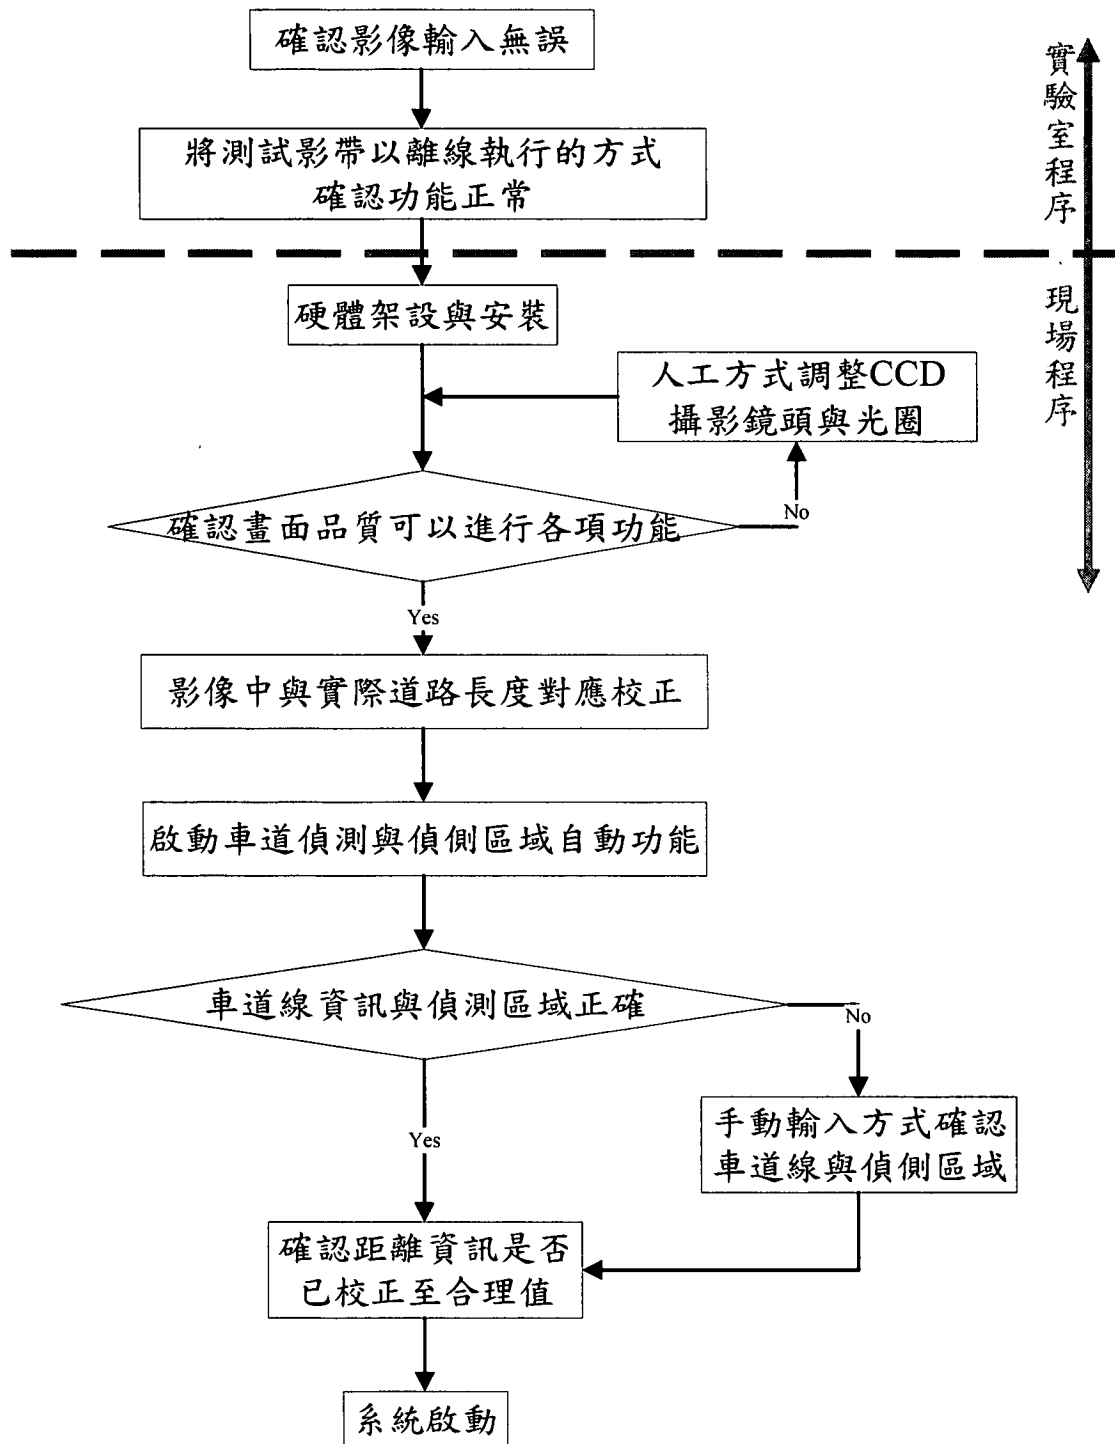 確認影像輸入無誤
將測試影帶以離線執行的方式
確認功能正常
實驗室程序
硬體架設與安裝
現場程序
人工方式調整CCD
攝影鏡頭與光圈
No
確認畫面品質可以進行各項功能
Yes
影像中與實際道路長度對應校正
啟動車道偵測與偵側區域自動功能
車道線資訊與偵測區域正確
No
手動輸入方式確認
車道線與偵側區域
Yes
確認距離資訊是否
已校正至合理值
系統啟動